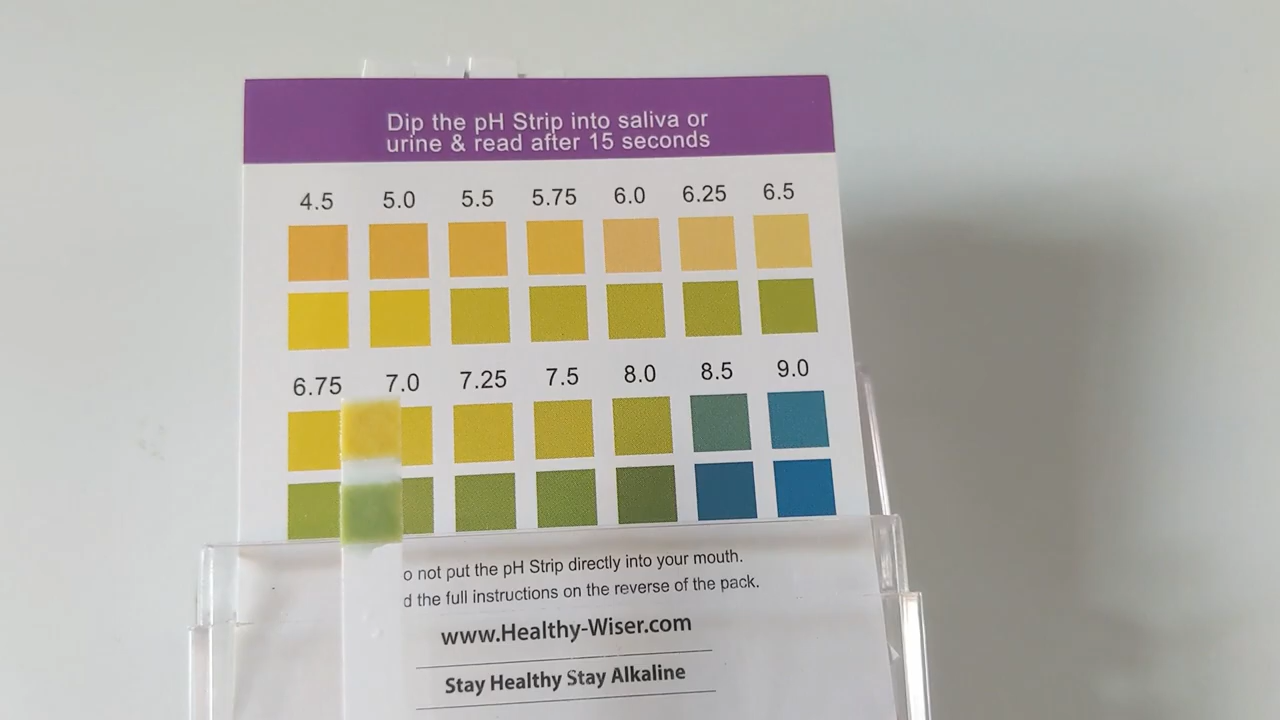 Dip the pH Strip into saliva or
urine & read after 15 seconds
4.5 5.0 5.5 5.75 6.0 6.25 6.5
6.75 7.0 7.25 7.5 8.0 8.5 9.0
o not put the pH Strip directly into your mouth.
d the full instructions on the reverse of the pack.
www.Healthy-Wiser.com
Stay Healthy Stay Alkaline